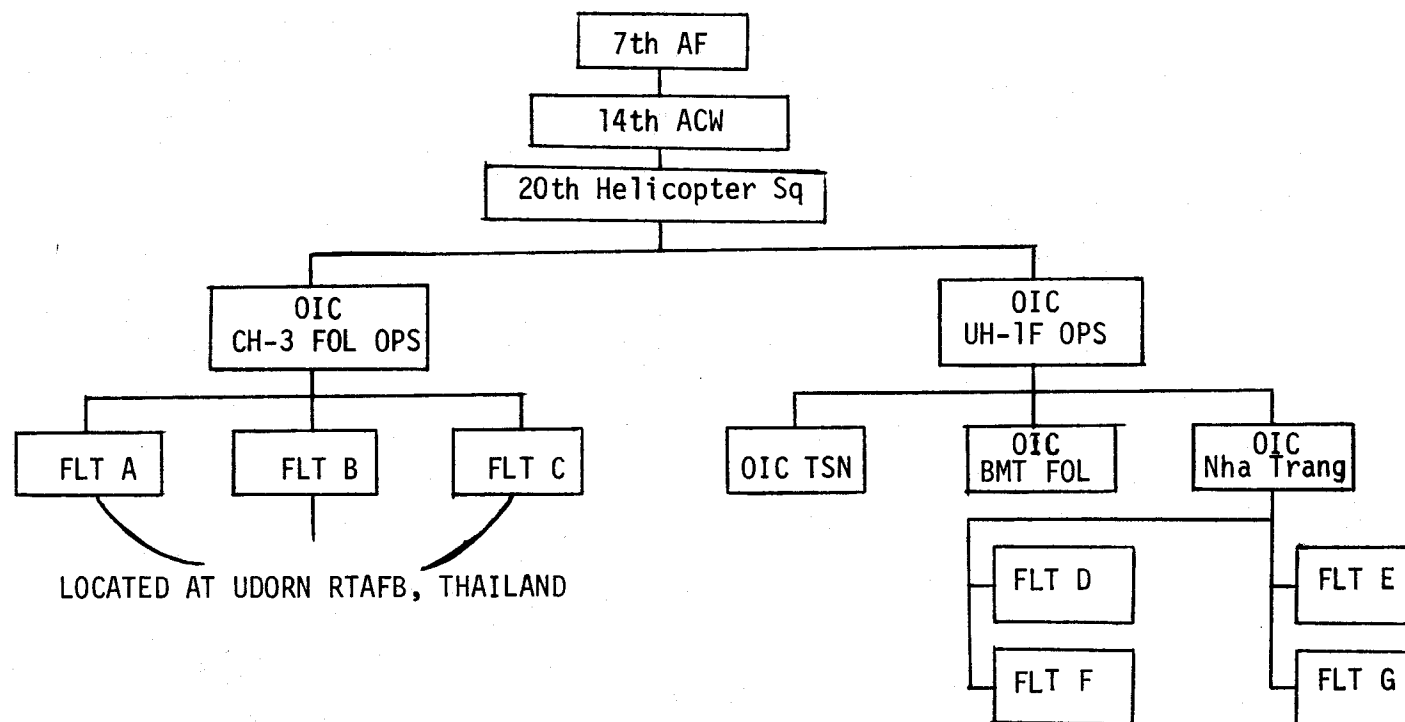 7th AF
14th ACW
20th Helicopter Sq
OIC
CH-3 FOL OPS
OIC
UH-1F OPS
FLT A
FLT B
FLT C
OIC TSN
OIC
BMT FOL
OIC
Nha Trang
LOCATED AT UDORN RTAFB, THAILAND
FLT D
FLT E
FLT F
FLT G